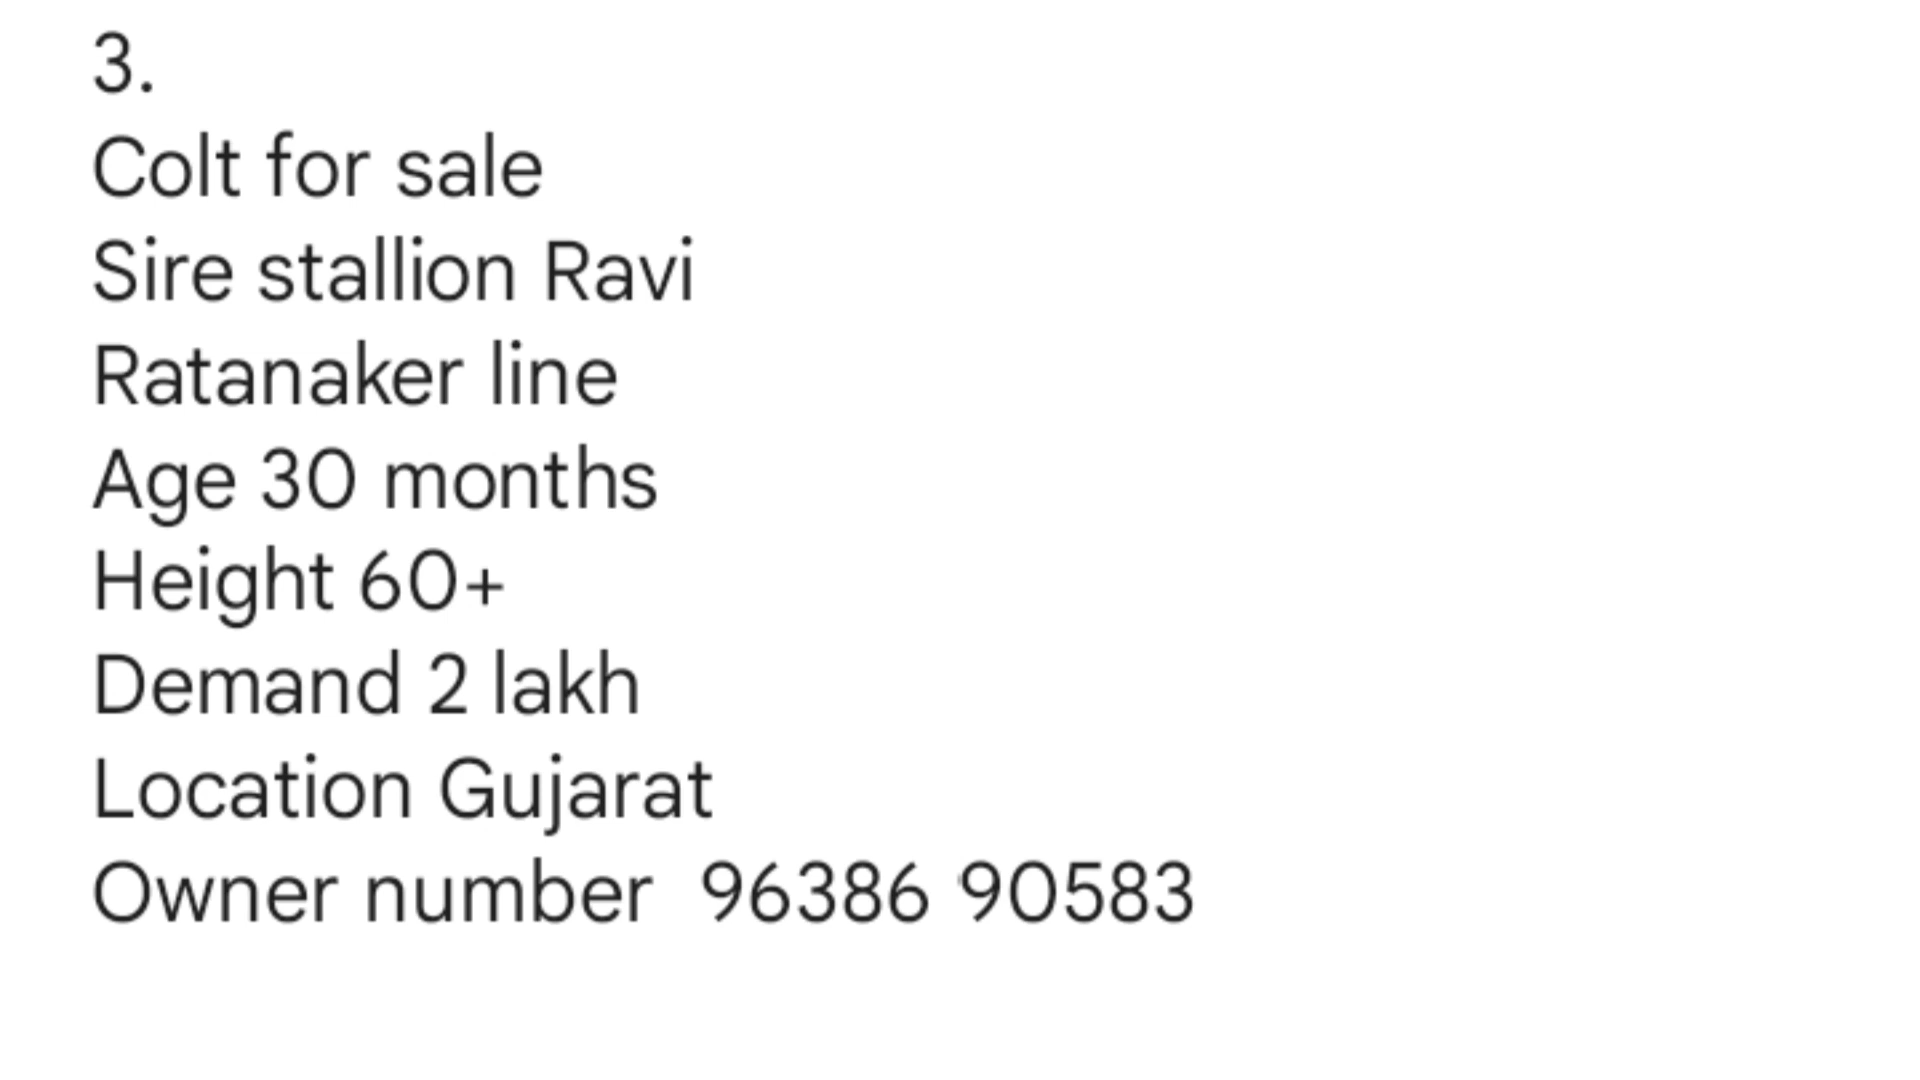 3.
Colt for sale
Sire stallion Ravi
Ratanaker line
Age 30 months
Height 60+
Demand 2 lakh
Location Gujarat
Owner number  96386 90583